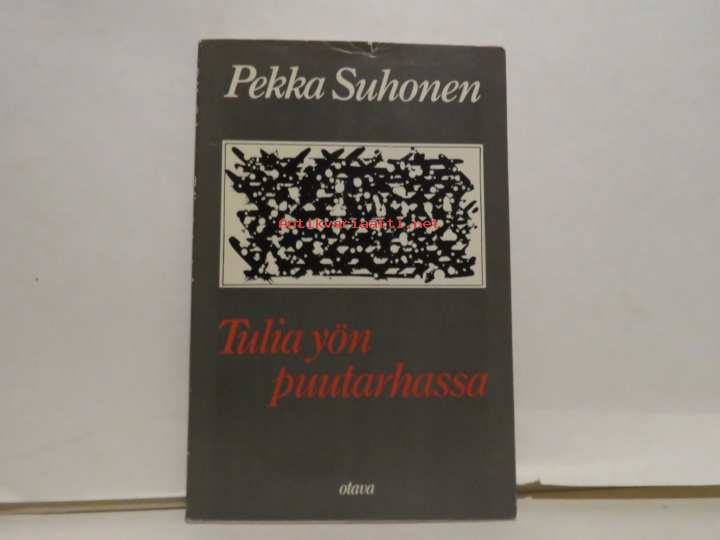 Pekka Suhonen
antikvariaatti.net
Tulia yön
puutarhassa
otava